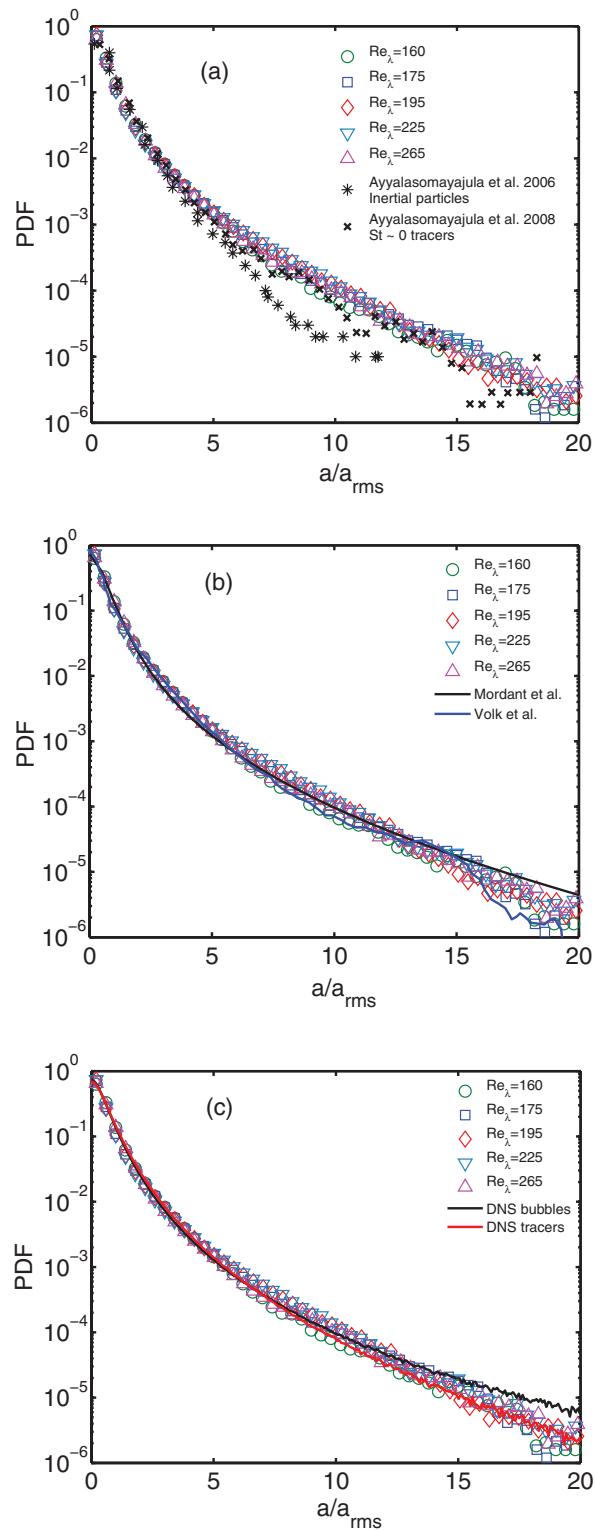 10^0
10^-1
10^-2
10^-3
10^-4
10^-5
10^-6
PDF
(a)
Re_λ=160
Re_λ=175
Re_λ=195
Re_λ=225
Re_λ=265
Ayyalasomayajula et al. 2006
Inertial particles
Ayyalasomayajula et al. 2008
St ~ 0 tracers
0 5 10 15 20
a/a_rms
10^0
10^-1
10^-2
10^-3
10^-4
10^-5
10^-6
PDF
(b)
Re_λ=160
Re_λ=175
Re_λ=195
Re_λ=225
Re_λ=265
Mordant et al.
Volk et al.
0 5 10 15 20
a/a_rms
10^0
10^-1
10^-2
10^-3
10^-4
10^-5
10^-6
PDF
(c)
Re_λ=160
Re_λ=175
Re_λ=195
Re_λ=225
Re_λ=265
DNS bubbles
DNS tracers
0 5 10 15 20
a/a_rms